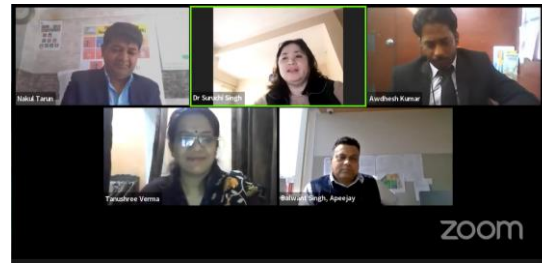 Nakul Tarun
Dr Suruchi Singh
Awdhesh Kumar
Tanushree Verma
Balwant Singh, Apeejay
zoom